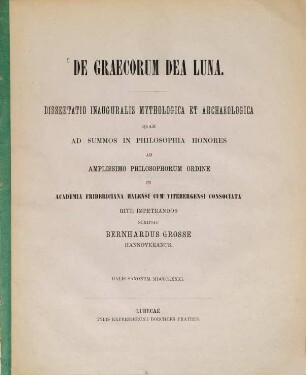 DE GRAECORUM DEA LUNA.
DISSERTATIO INAUGURALIS MYTHOLOGICA ET ARCHAEOLOGICA
QUAM
AD SUMMOS IN PHILOSOPHIA HONORES
AB
AMPLISSIMO PHILOSOPHORUM ORDINE
IN
ACADEMIA FRIDERICIANA HALENSI CUM VITEBERGENSI CONSOCIATA
RITE IMPETRANDOS
SCRIPSIT
BERNHARDUS GROSSE
HANNOVERANUS.
HALIS SAXONUM
LUBECAE
TYPIS EXPRESSERUNT BORCHERS FRATRES.